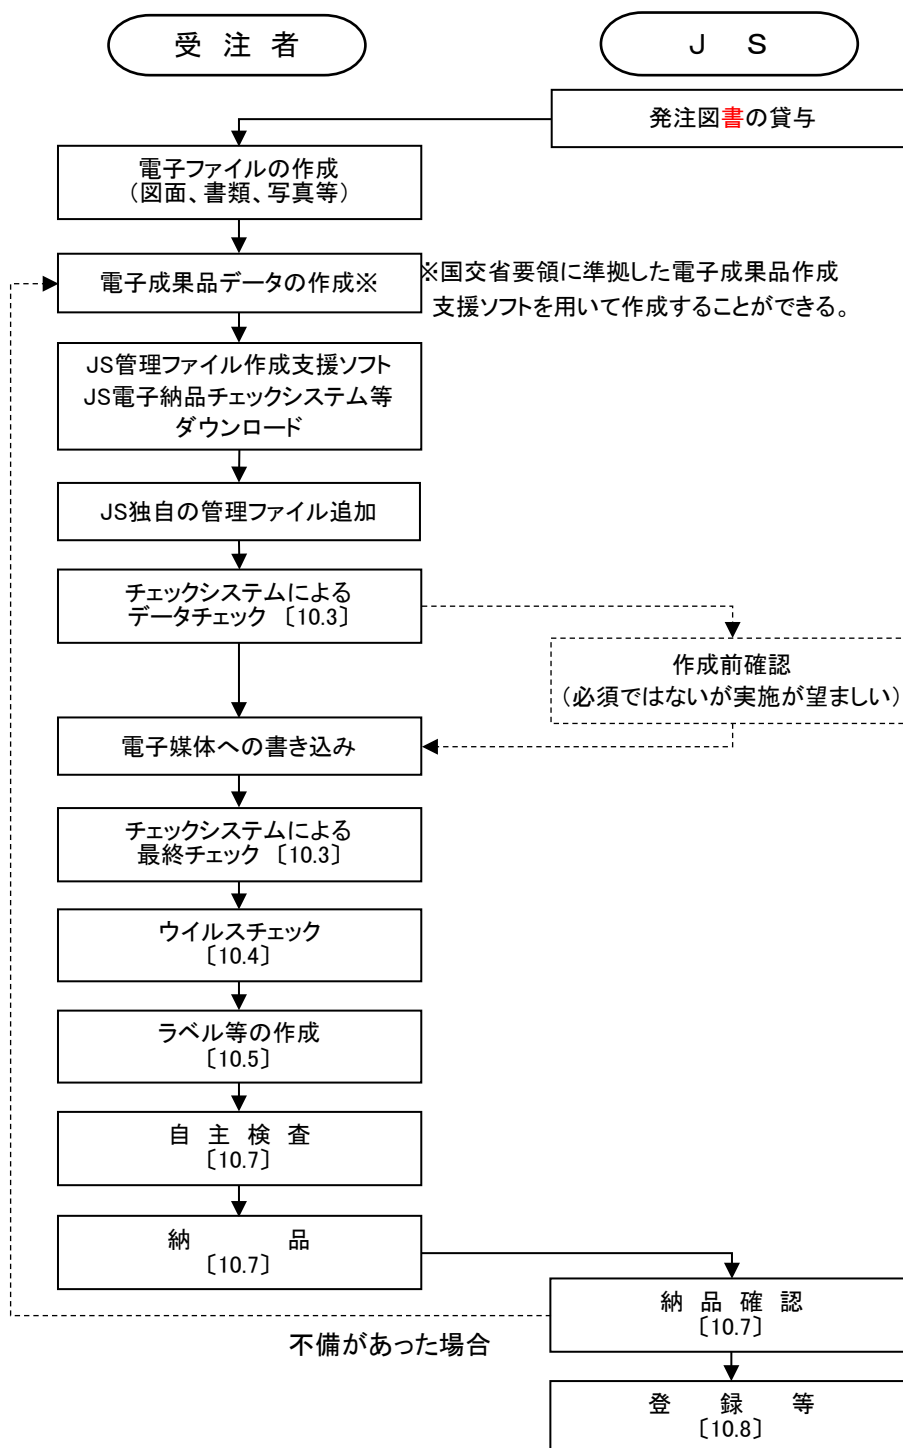 受 注 者
J S
発注図書の貸与
電子ファイルの作成
（図面、書類、写真等）
電子成果品データの作成※
※国交省要領に準拠した電子成果品作成
支援ソフトを用いて作成することができる。
JS管理ファイル作成支援ソフト
JS電子納品チェックシステム等
ダウンロード
JS独自の管理ファイル追加
チェックシステムによる
データチェック 〔10.3〕
作成前確認
（必須ではないが実施が望ましい）
電子媒体への書き込み
チェックシステムによる
最終チェック 〔10.3〕
ウイルスチェック
〔10.4〕
ラベル等の作成
〔10.5〕
自 主 検 査
〔10.7〕
納 品
〔10.7〕
納 品 確 認
〔10.7〕
不備があった場合
登 録 等
〔10.8〕